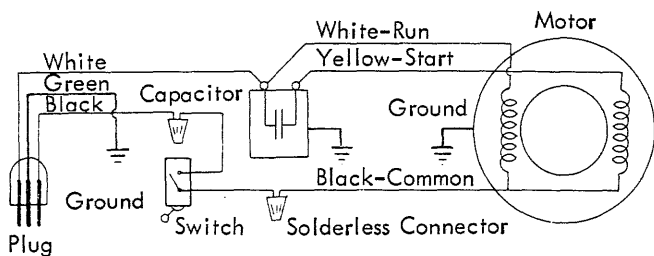 Motor
White-Run
White
Yellow-Start
Green
Black
Capacitor
Ground
Black-Common
Ground
Switch
Solderless Connector
Plug